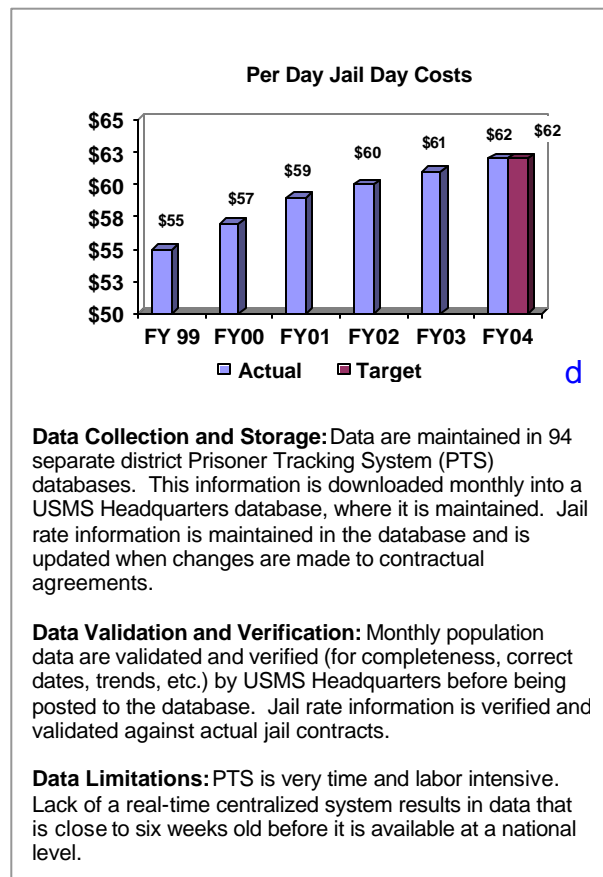 Per Day Jail Day Costs
$65
$63
$60
$58
$55
$53
$50
$55
$57
$59
$60
$61
$62
$62
FY 99 FY00 FY01 FY02 FY03 FY04
Actual Target
d
Data Collection and Storage: Data are maintained in 94
separate district Prisoner Tracking System (PTS)
databases. This information is downloaded monthly into a
USMS Headquarters database, where it is maintained. Jail
rate information is maintained in the database and is
updated when changes are made to contractual
agreements.
Data Validation and Verification: Monthly population
data are validated and verified (for completeness, correct
dates, trends, etc.) by USMS Headquarters before being
posted to the database. Jail rate information is verified and
validated against actual jail contracts.
Data Limitations: PTS is very time and labor intensive.
Lack of a real-time centralized system results in data that
is close to six weeks old before it is available at a national
level.